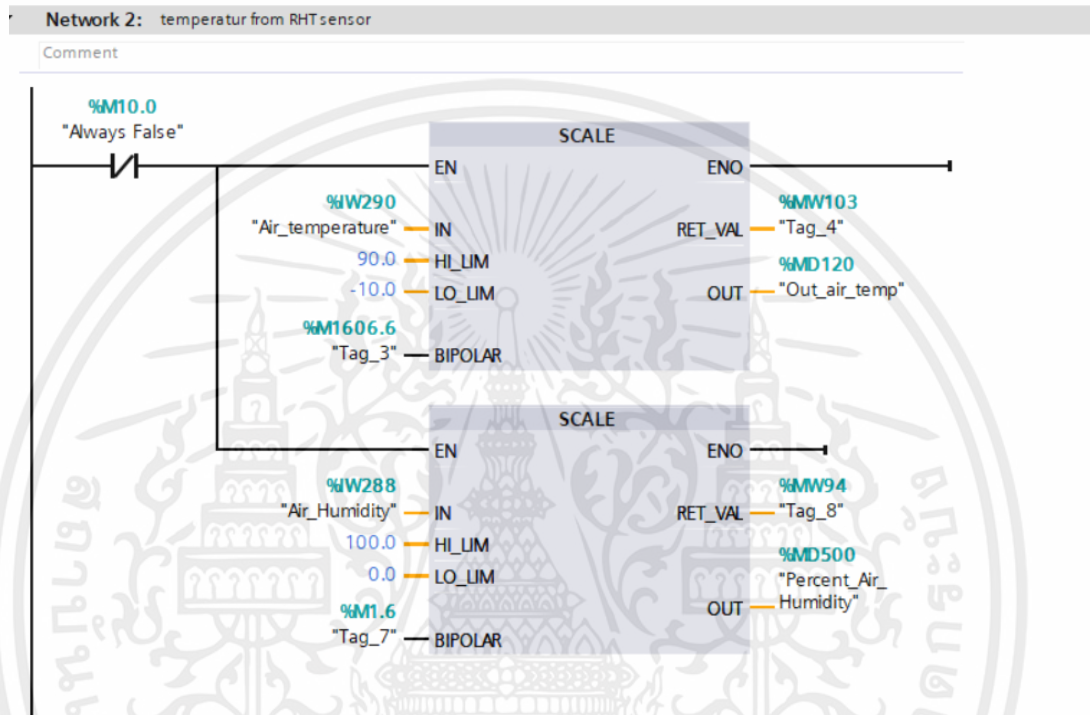 Network 2: temperatur from RHT sensor
Comment
%M10.0
"Always False"
SCALE
EN
ENO
%IW290
"Air_temperature"
IN
RET_VAL
%MW103
"Tag_4"
90.0
HI_LIM
-10.0
LO_LIM
OUT
%MD120
"Out_air_temp"
%M1606.6
"Tag_3"
BIPOLAR
SCALE
EN
ENO
%IW288
"Air_Humidity"
IN
RET_VAL
%MW94
"Tag_8"
100.0
HI_LIM
0.0
LO_LIM
OUT
%MD500
"Percent_Air_
Humidity"
%M1.6
"Tag_7"
BIPOLAR